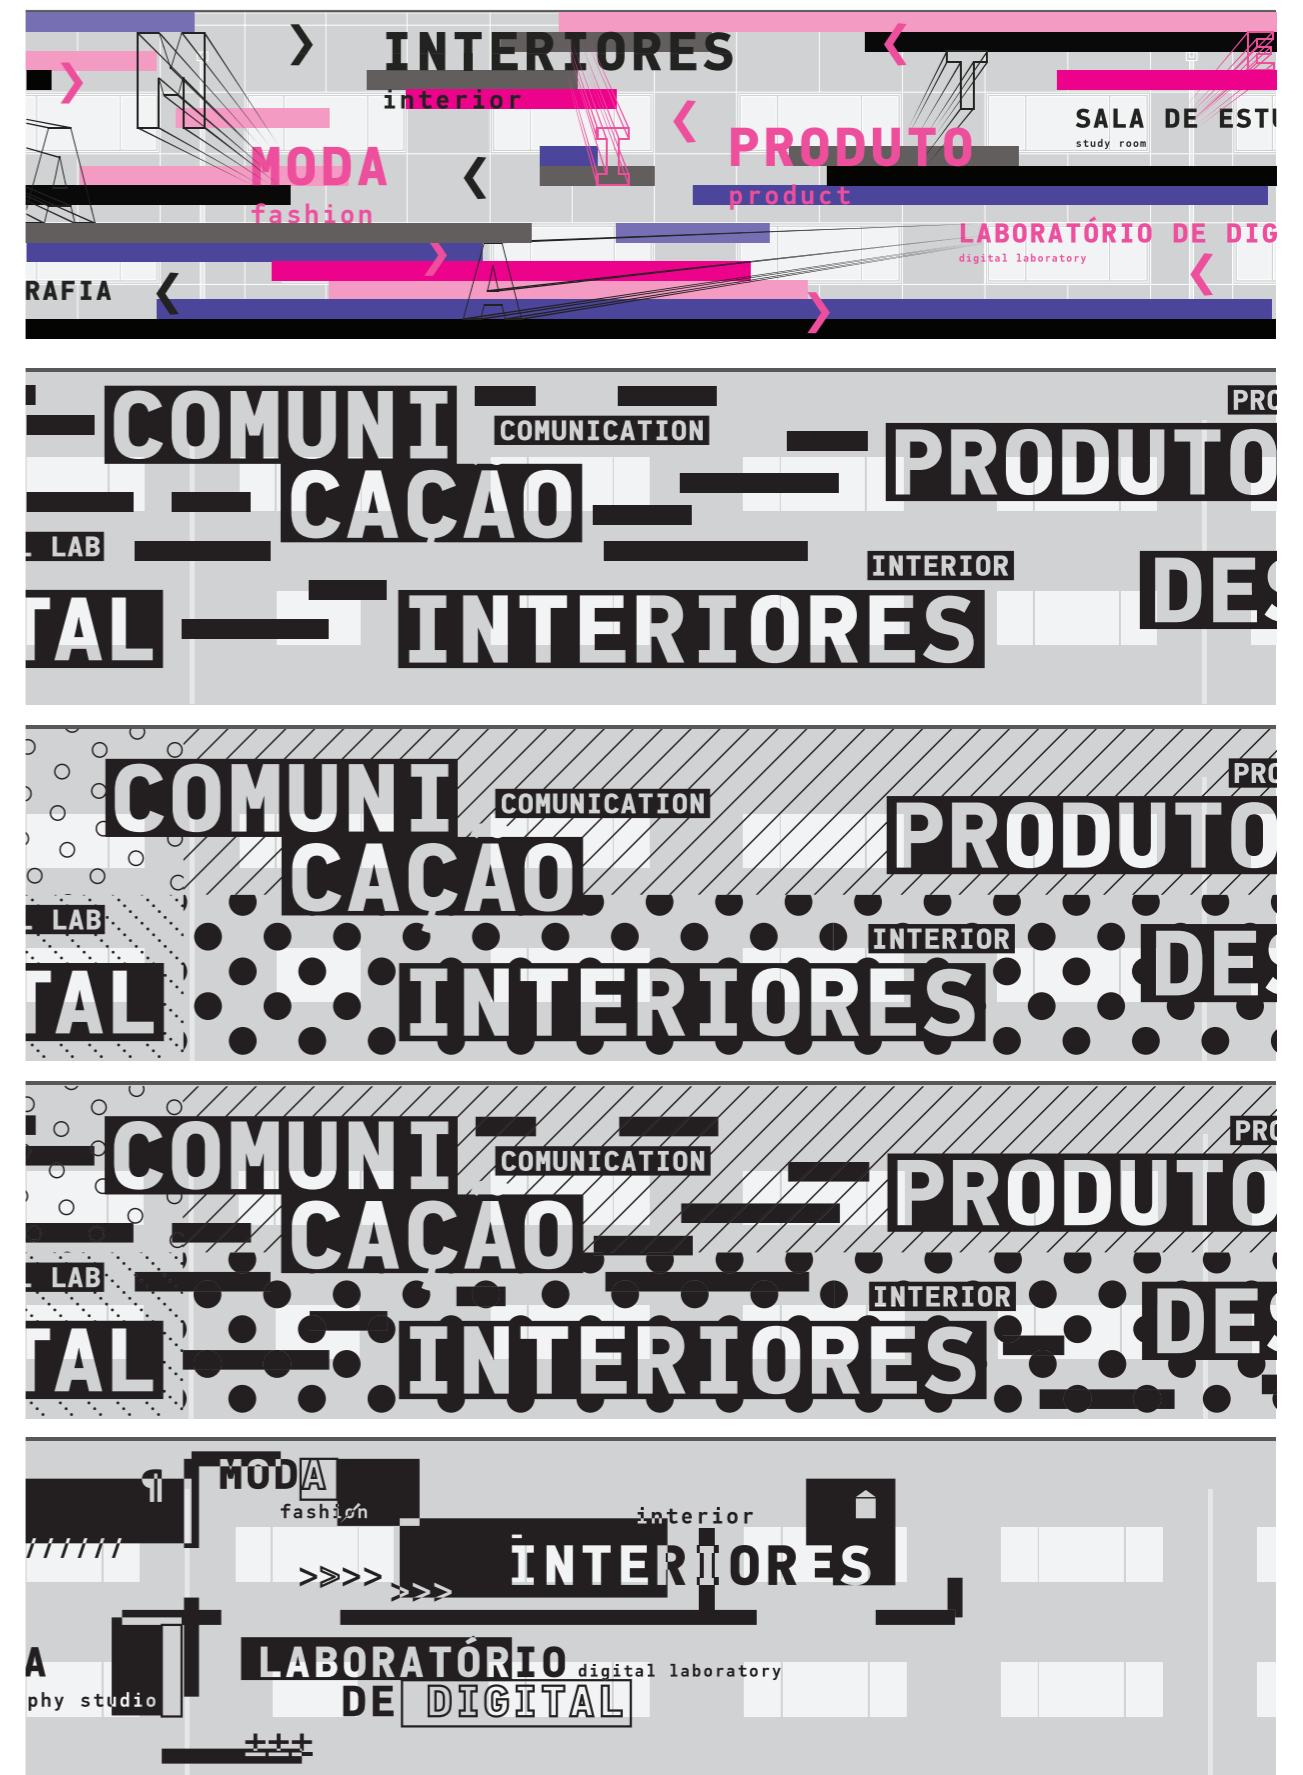 INTERIORES
interior
SALA DE ESTU
study room
PRODUTO
product
MODA
fashion
LABORATÓRIO DE DIG
digital laboratory
RAFIA
N
I
T
E
A
A
COMUNI
CAÇÃO
COMUNICATION
PRO
PRODUTO
L LAB
INTERIOR
DES
TAL
INTERIORES
COMUNI
CAÇÃO
COMUNICATION
PRO
PRODUTO
L LAB
INTERIOR
DES
TAL
INTERIORES
COMUNI
CAÇÃO
COMUNICATION
PRO
PRODUTO
L LAB
INTERIOR
DES
TAL
INTERIORES
¶ MODA
fashion
interior
//////
INTERIORES
>>>>
>>>
LABORATÓRIO
digital laboratory
DE DIGITAL
A
phy studio
±±±